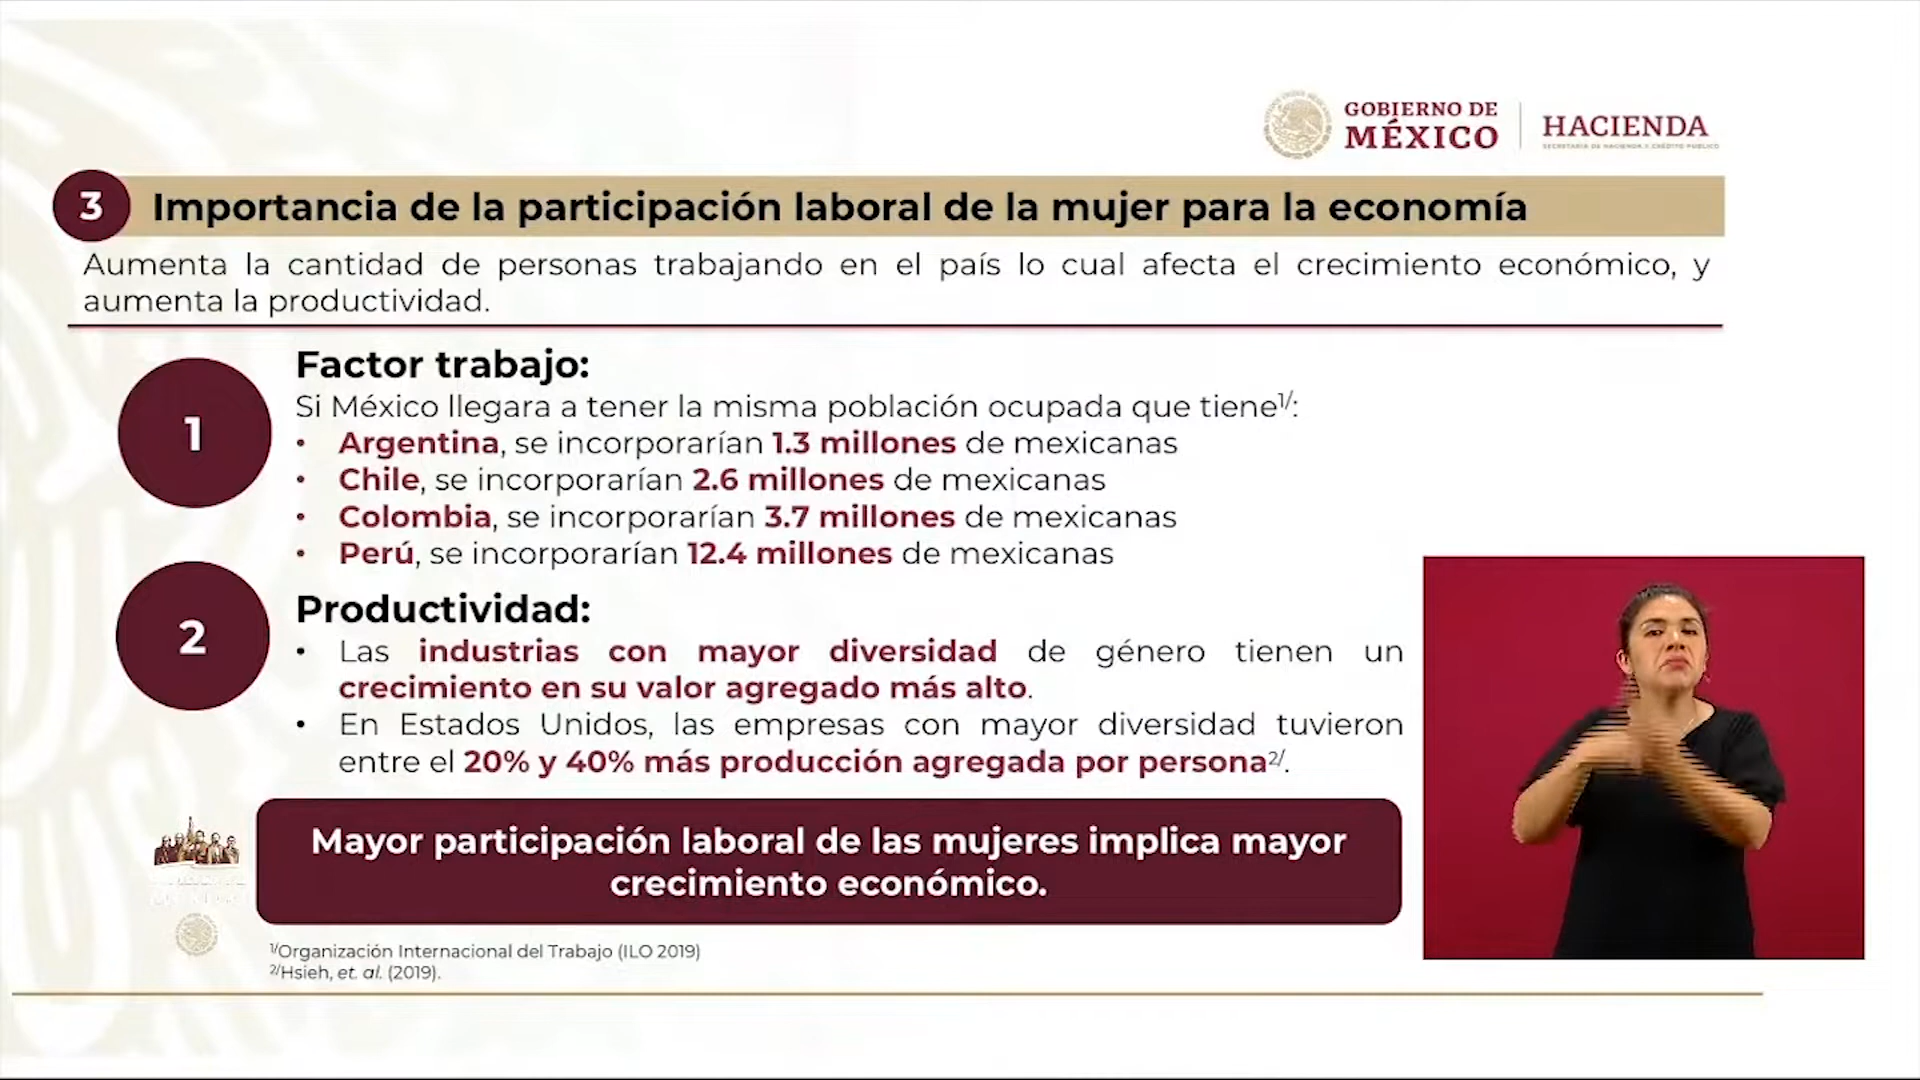 GOBIERNO DE
MÉXICO
HACIENDA
SECRETARÍA DE HACIENDA Y CRÉDITO PÚBLICO
3
Importancia de la participación laboral de la mujer para la economía
Aumenta la cantidad de personas trabajando en el país lo cual afecta el crecimiento económico, y
aumenta la productividad.
1
Factor trabajo:
Si México llegara a tener la misma población ocupada que tiene1/:
• Argentina, se incorporarían 1.3 millones de mexicanas
• Chile, se incorporarían 2.6 millones de mexicanas
• Colombia, se incorporarían 3.7 millones de mexicanas
• Perú, se incorporarían 12.4 millones de mexicanas
2
Productividad:
• Las industrias con mayor diversidad de género tienen un
crecimiento en su valor agregado más alto.
• En Estados Unidos, las empresas con mayor diversidad tuvieron
entre el 20% y 40% más producción agregada por persona2/.
Mayor participación laboral de las mujeres implica mayor
crecimiento económico.
1/Organización Internacional del Trabajo (ILO 2019)
2/Hsieh, et. al. (2019).